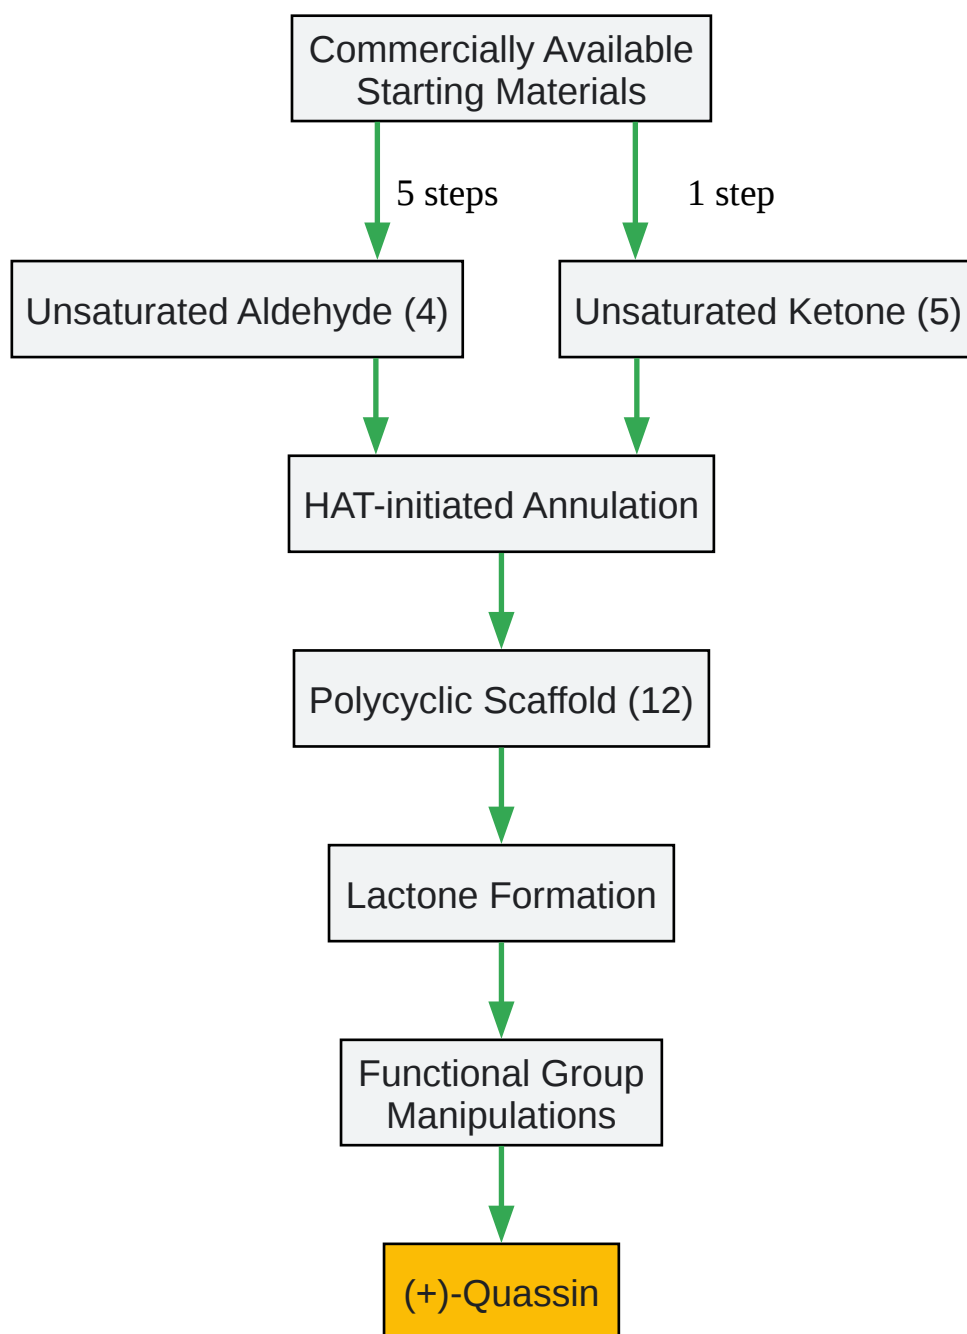 Commercially Available
Starting Materials
5 steps
1 step
Unsaturated Aldehyde (4)
Unsaturated Ketone (5)
HAT-initiated Annulation
Polycyclic Scaffold (12)
Lactone Formation
Functional Group
Manipulations
(+)-Quassin